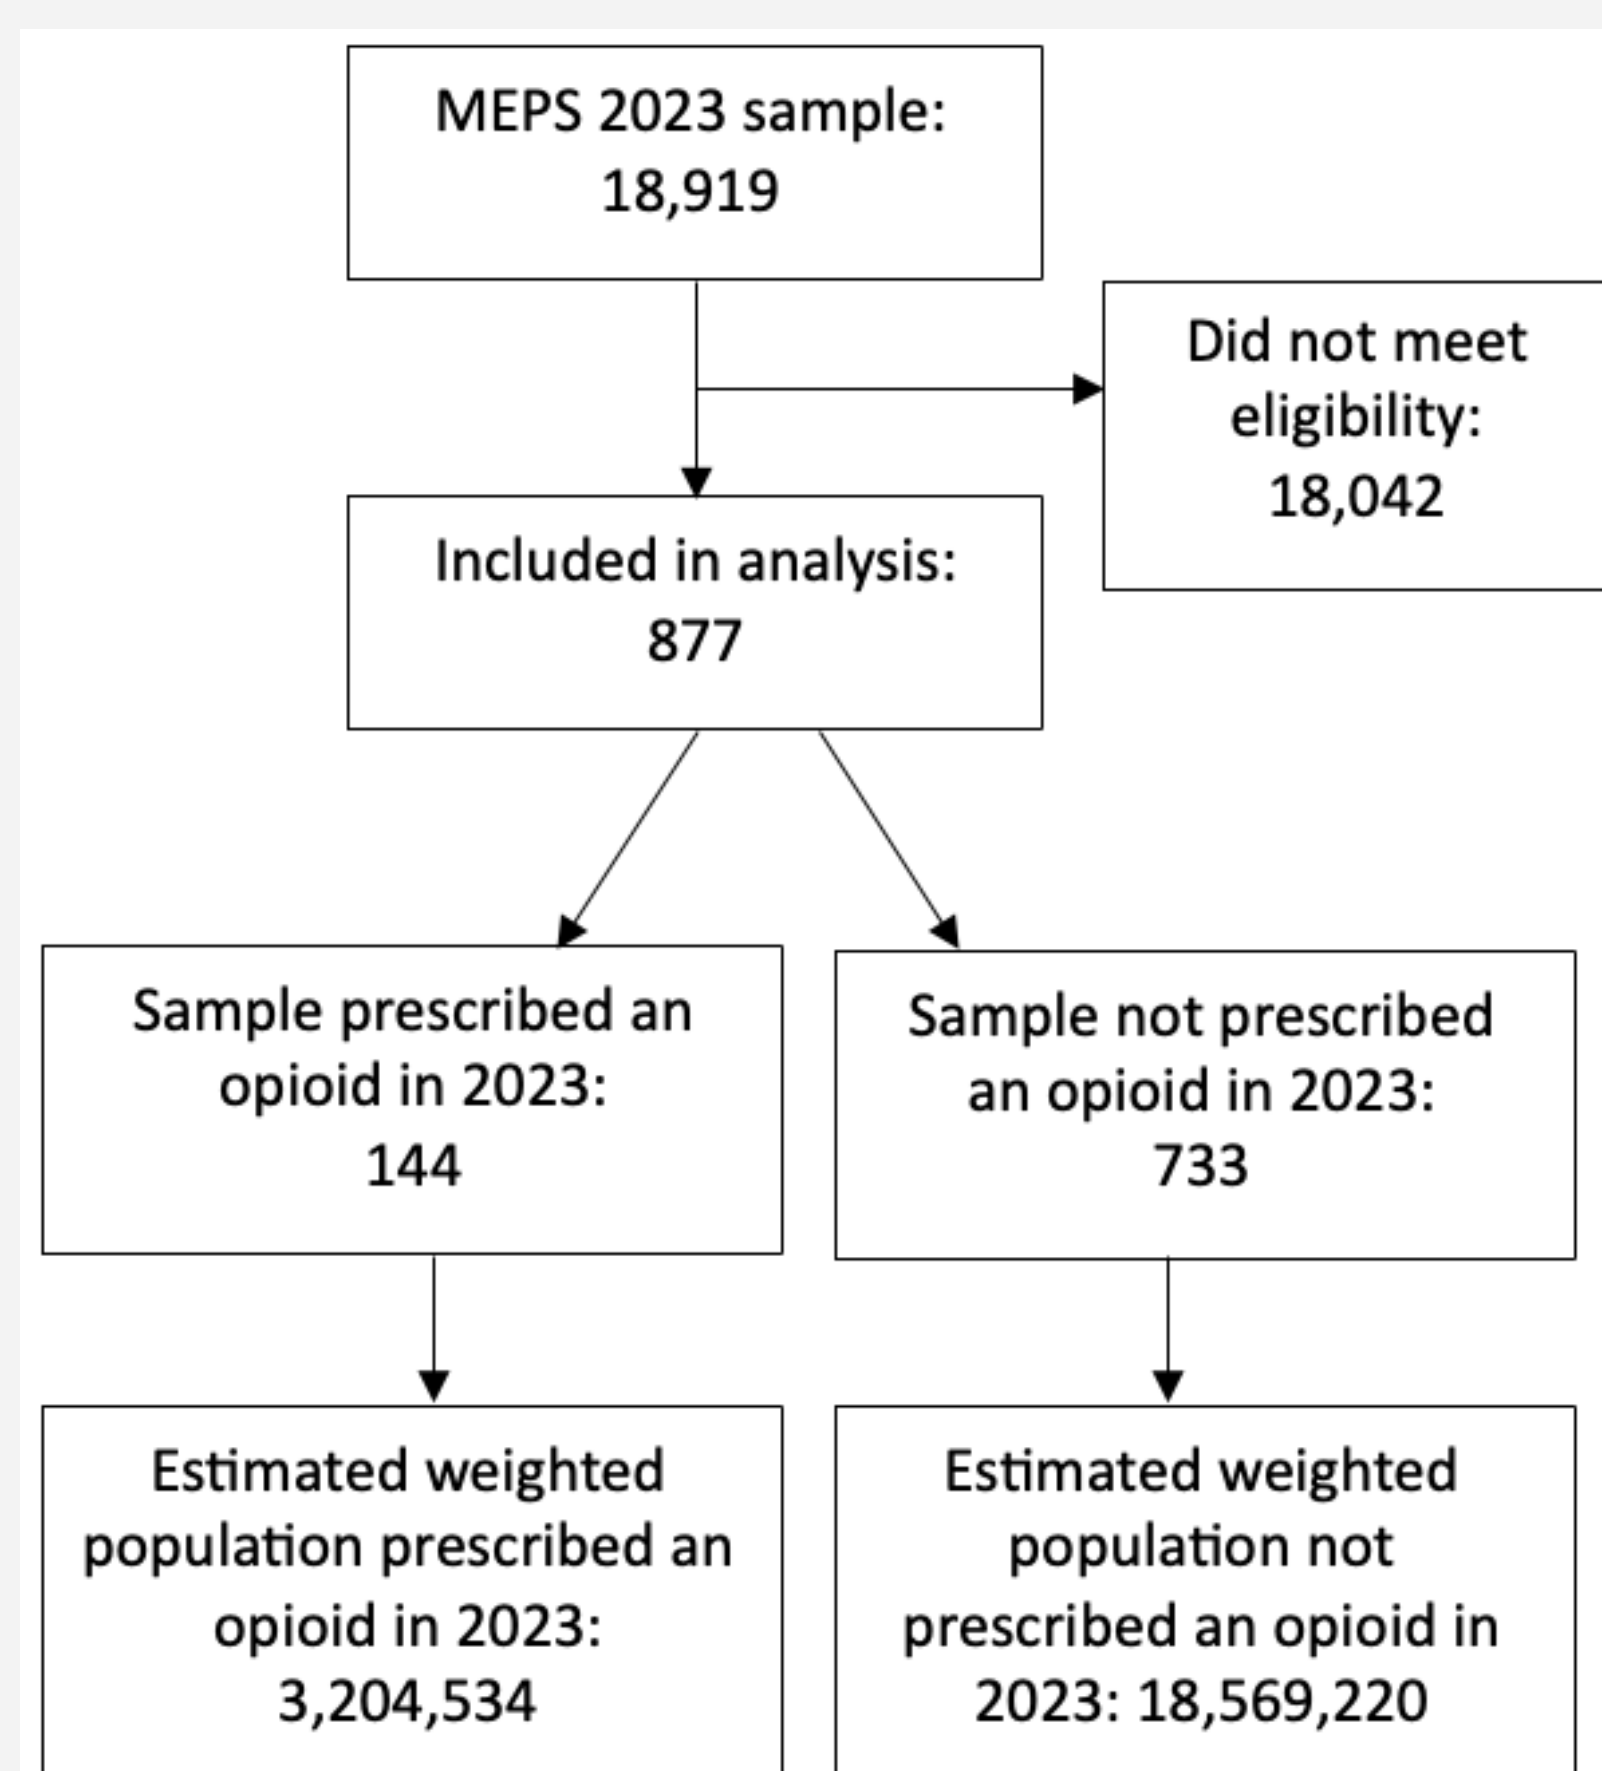 MEPS 2023 sample:
18,919
Did not meet
eligibility:
18,042
Included in analysis:
877
Sample prescribed an
opioid in 2023:
144
Sample not prescribed
an opioid in 2023:
733
Estimated weighted
population prescribed an
opioid in 2023:
3,204,534
Estimated weighted
population not
prescribed an opioid in
2023: 18,569,220